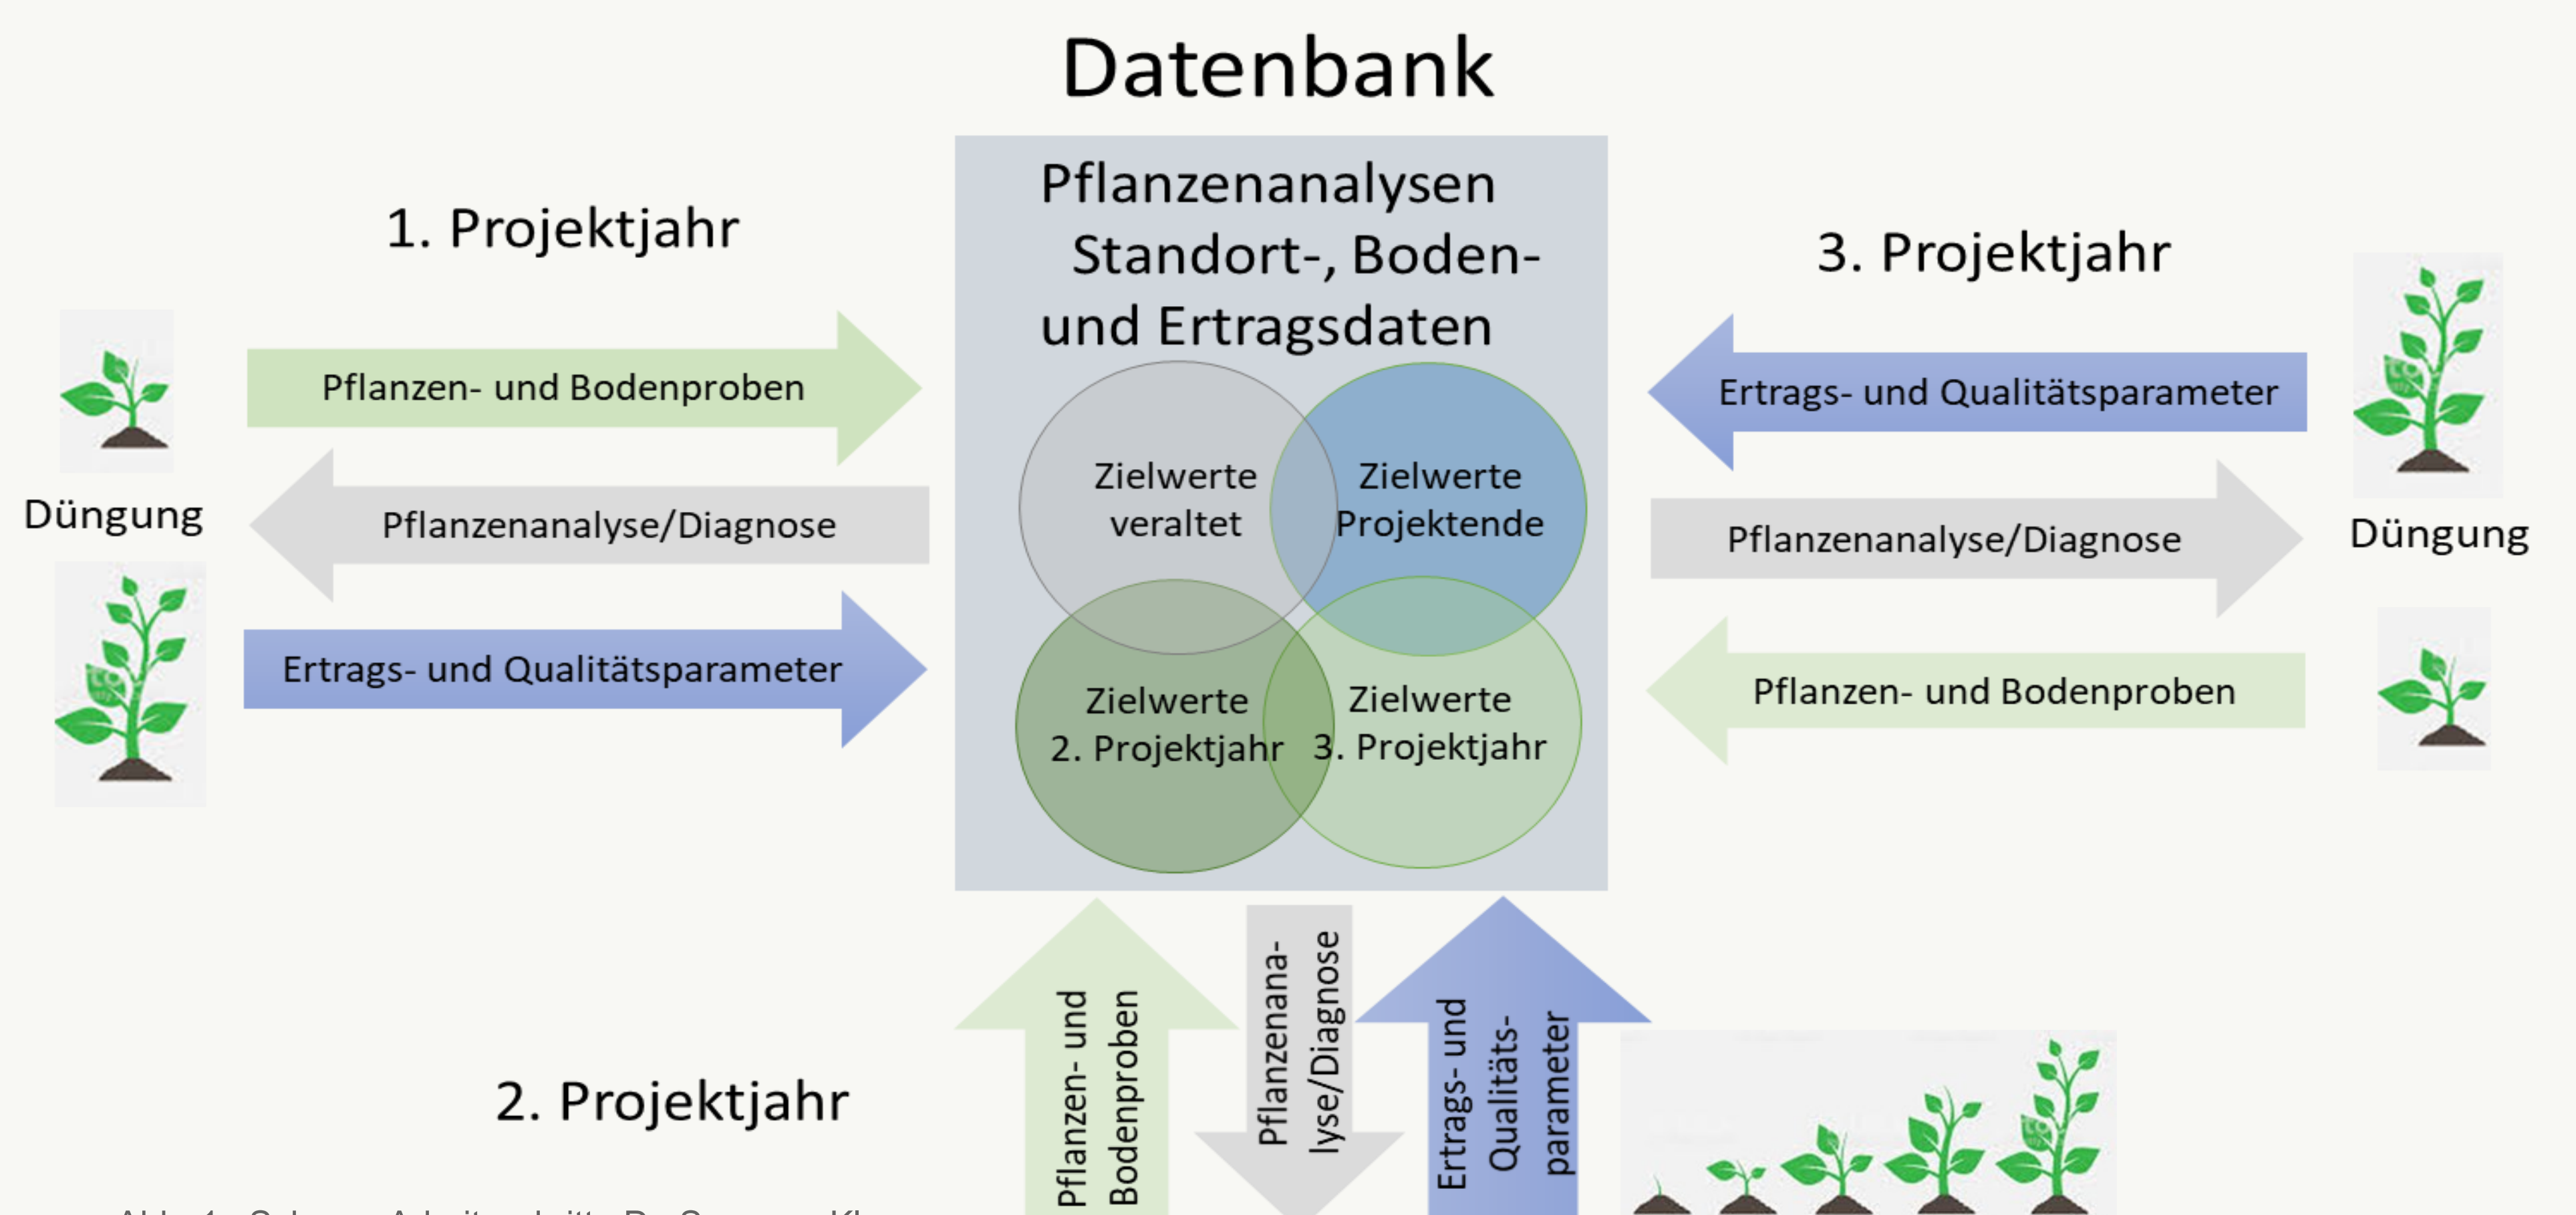 Datenbank
Pflanzenanalysen
Standort-, Boden-
und Ertragsdaten
1. Projektjahr
Pflanzen- und Bodenproben
Düngung
Pflanzenanalyse/Diagnose
Ertrags- und Qualitätsparameter
Zielwerte
veraltet
Zielwerte
Projektende
Zielwerte
2. Projektjahr
Zielwerte
3. Projektjahr
3. Projektjahr
Ertrags- und Qualitätsparameter
Pflanzenanalyse/Diagnose
Düngung
Pflanzen- und Bodenproben
2. Projektjahr
Pflanzen- und
Bodenproben
Pflanzenana-
lyse/Diagnose
Ertrags- und
Qualitäts-
parameter